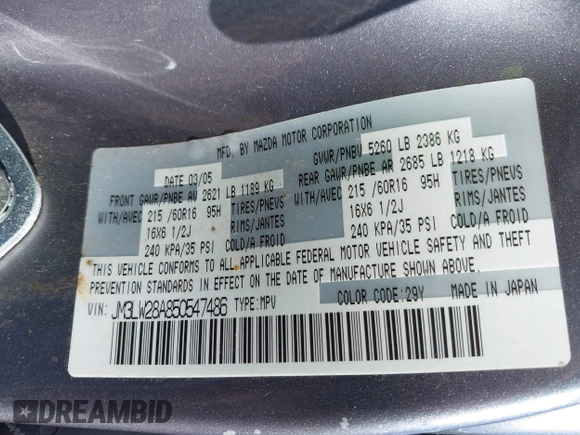 MFD. BY MAZDA MOTOR CORPORATION
DATE 03/05 GVWR/PNBV 5260 LB 2386 KG
FRONT GAWR/PNBE AV 2621 LB 1189 KG REAR GAWR/PNBE AR 2685 LB 1218 KG
WITH/AVEC 215 /60R16 95H TIRES/PNEUS WITH/AVEC 215 /60R16 95H TIRES/PNEUS
16X6 1/2J RIMS/JANTES 16X6 1/2J RIMS/JANTES
240 KPA/35 PSI COLD/A FROID 240 KPA/35 PSI COLD/A FROID
THIS VEHICLE CONFORMS TO ALL APPLICABLE FEDERAL MOTOR VEHICLE SAFETY AND THEFT
PREVENTION STANDARDS IN EFFECT ON THE DATE OF MANUFACTURE SHOWN ABOVE.
VIN: JM3LW28A850547486 TYPE: MPV COLOR CODE: 29Y MADE IN JAPAN
DREAMBID